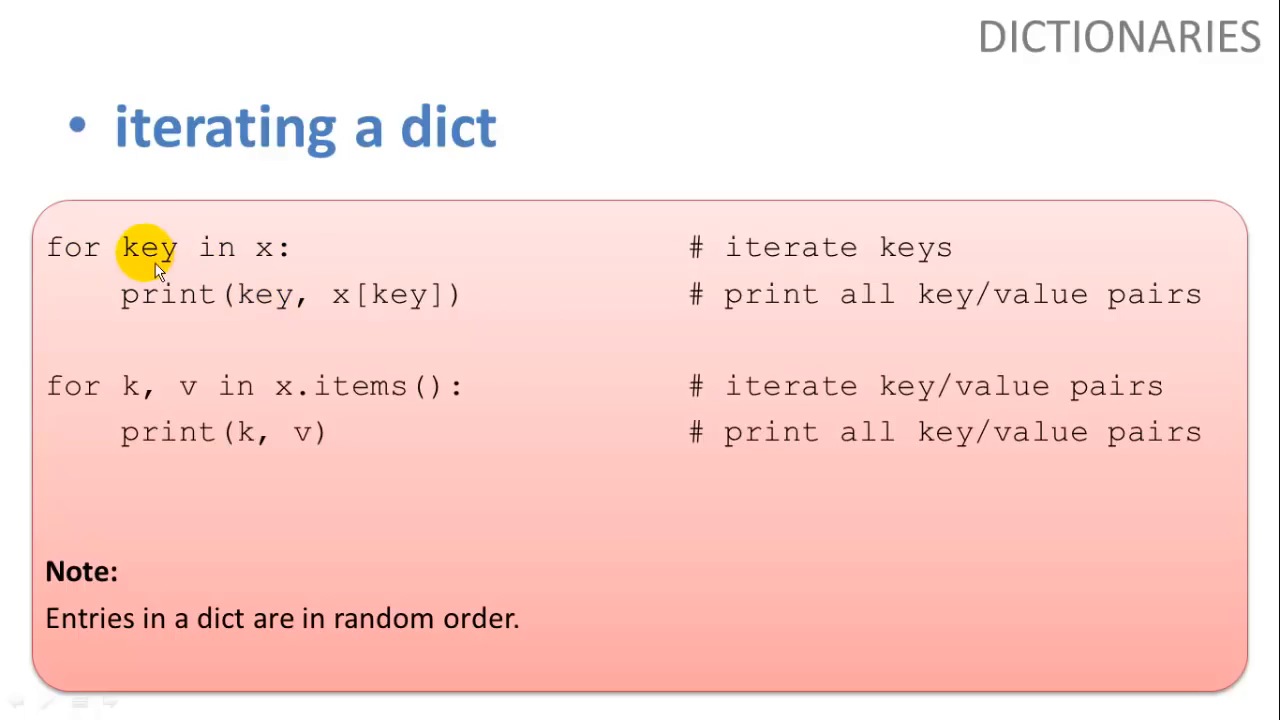 DICTIONARIES
• iterating a dict
for key in x: # iterate keys
print(key, x[key]) # print all key/value pairs
for k, v in x.items(): # iterate key/value pairs
print(k, v) # print all key/value pairs
Note:
Entries in a dict are in random order.